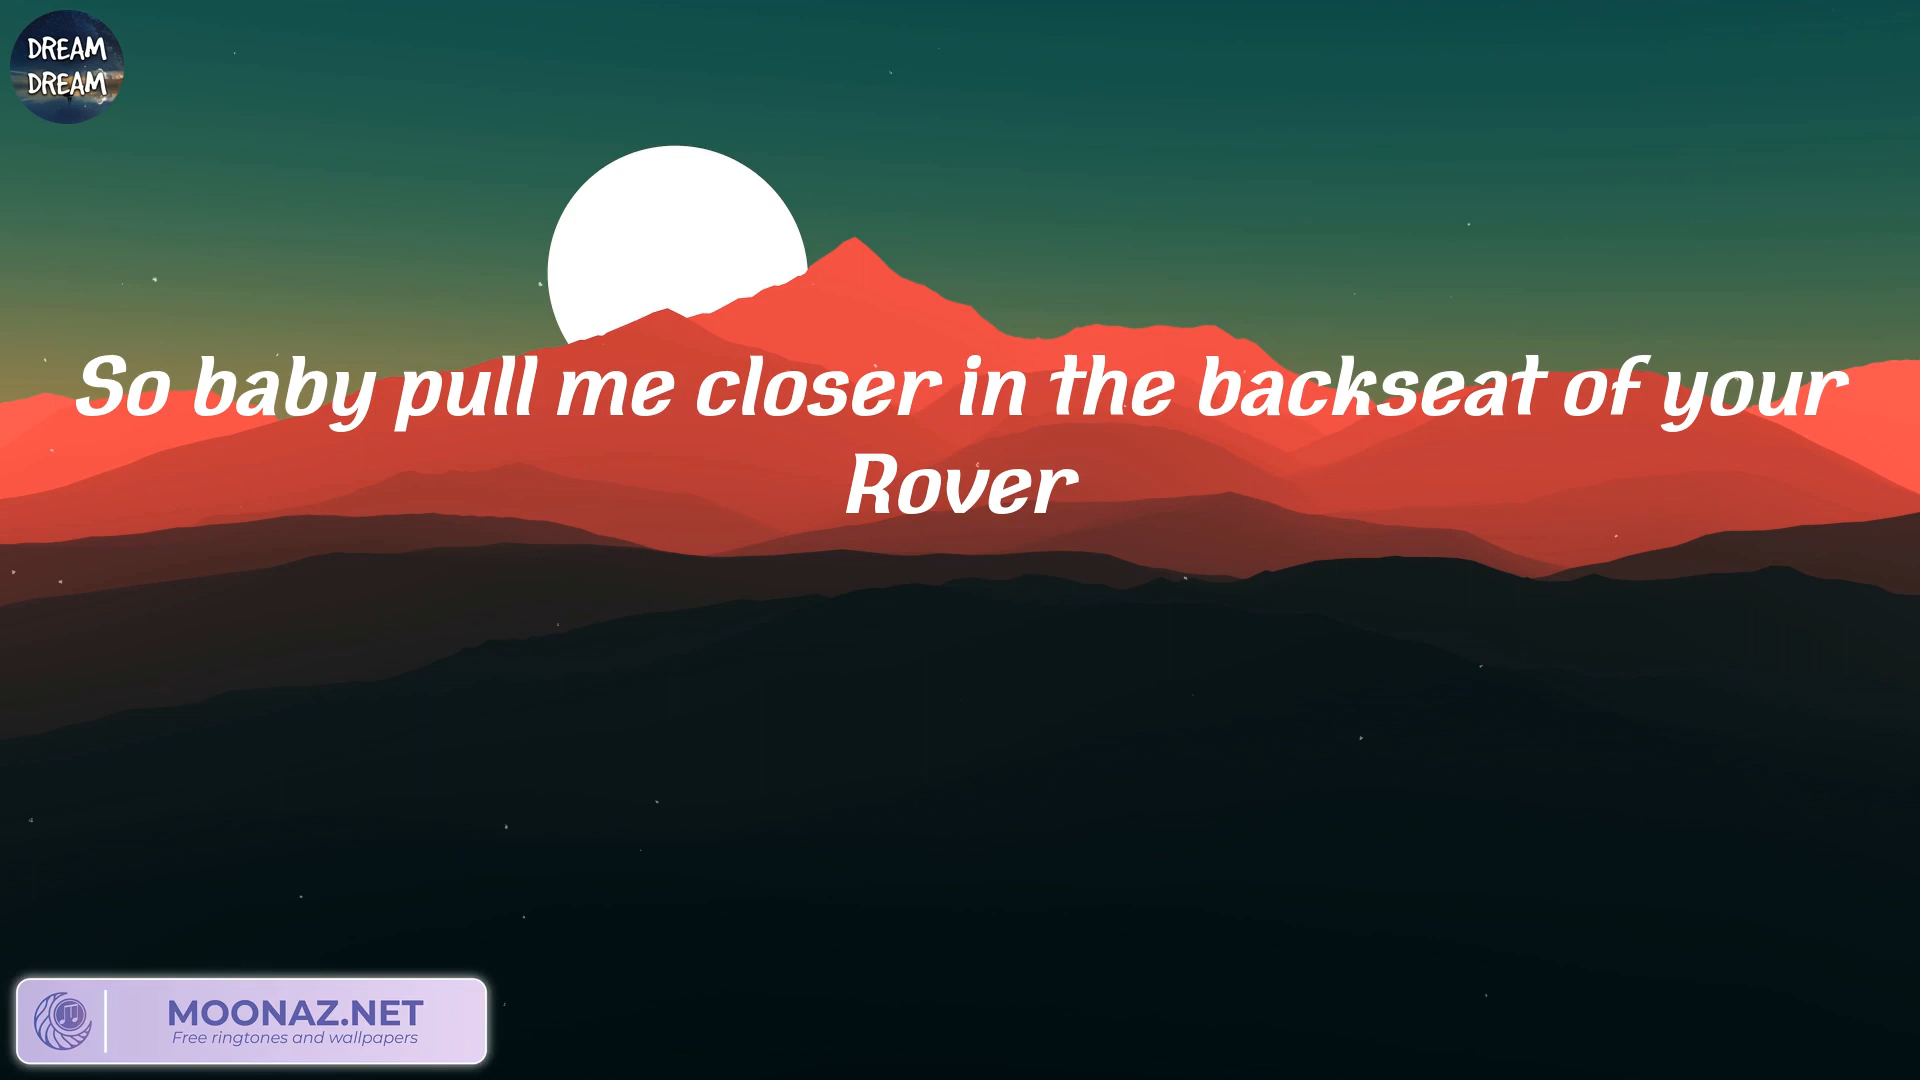 DREAM
DREAM
So baby pull me closer in the backseat of your
Rover
MOONAZ.NET
Free ringtones and wallpapers